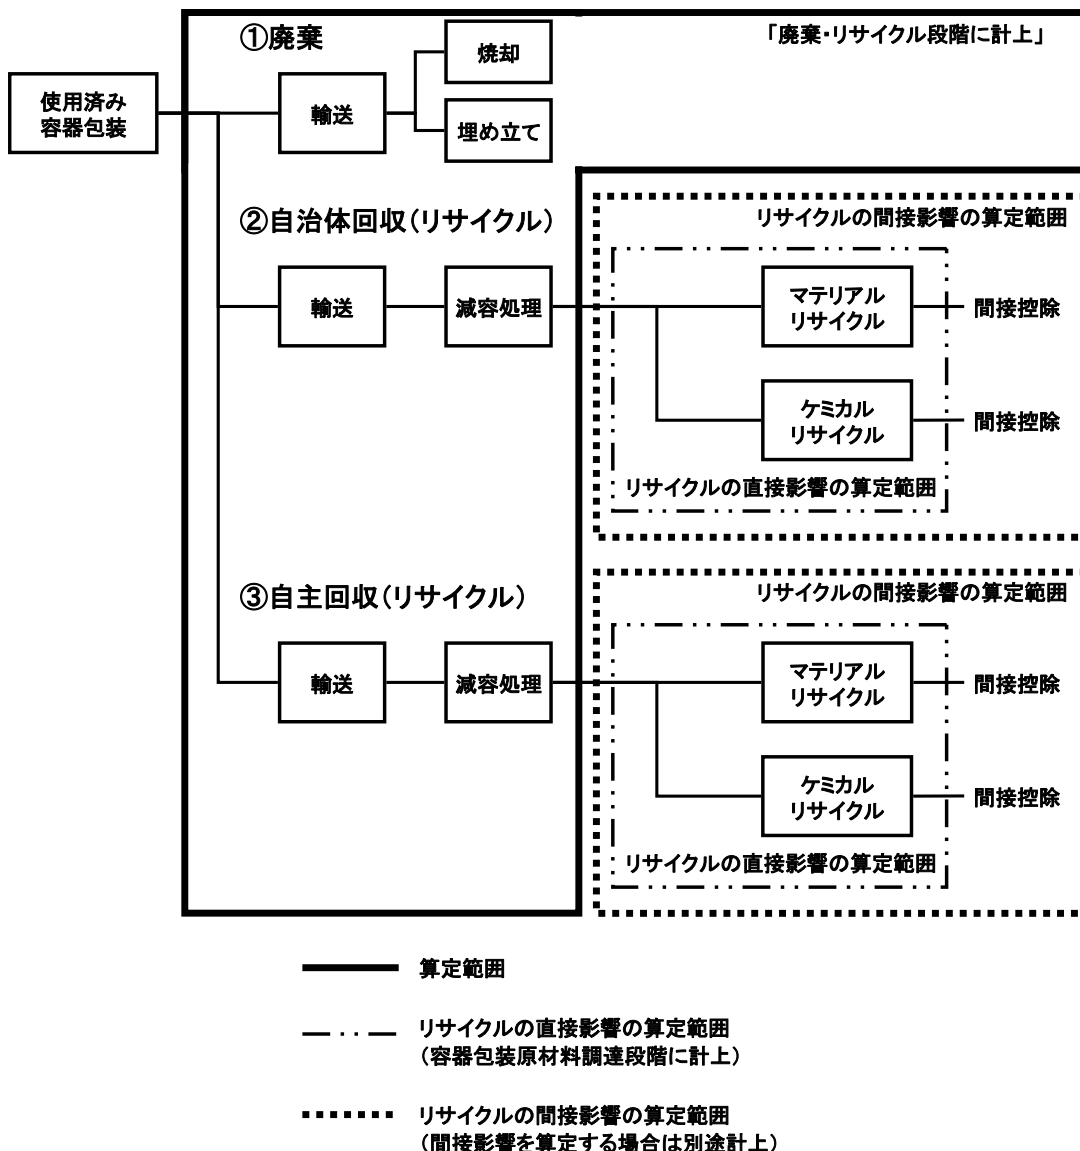 ①廃棄
「廃棄・リサイクル段階に計上」
使用済み
容器包装
輸送
焼却
埋め立て
②自治体回収(リサイクル)
輸送
減容処理
リサイクルの間接影響の算定範囲
マテリアル
リサイクル
間接控除
ケミカル
リサイクル
間接控除
リサイクルの直接影響の算定範囲
③自主回収(リサイクル)
輸送
減容処理
リサイクルの間接影響の算定範囲
マテリアル
リサイクル
間接控除
ケミカル
リサイクル
間接控除
リサイクルの直接影響の算定範囲
算定範囲
リサイクルの直接影響の算定範囲
(容器包装原材料調達段階に計上)
リサイクルの間接影響の算定範囲
(間接影響を算定する場合は別途計上)